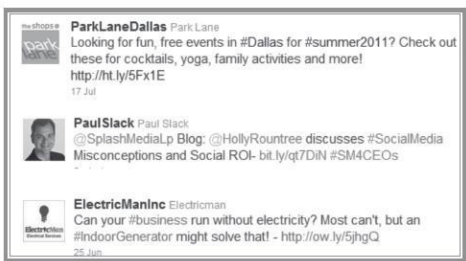 the shops@
park
lane
ParkLaneDallas Park Lane
Looking for fun, free events in #Dallas for #summer2011? Check out
these for cocktails, yoga, family activities and more!
http://ht.ly/5Fx1E
17 Jul
PaulSlack Paul Slack
@SplashMediaLp Blog: @HollyRountree discusses #SocialMedia
Misconceptions and Social ROI- bit.ly/qt7DiN #SM4CEOs
ElectricManInc Electricman
Can your #business run without electricity? Most can't, but an
#IndoorGenerator might solve that! - http://ow.ly/5jhgQ
ElectricMan
Electrical Services
25 Jun